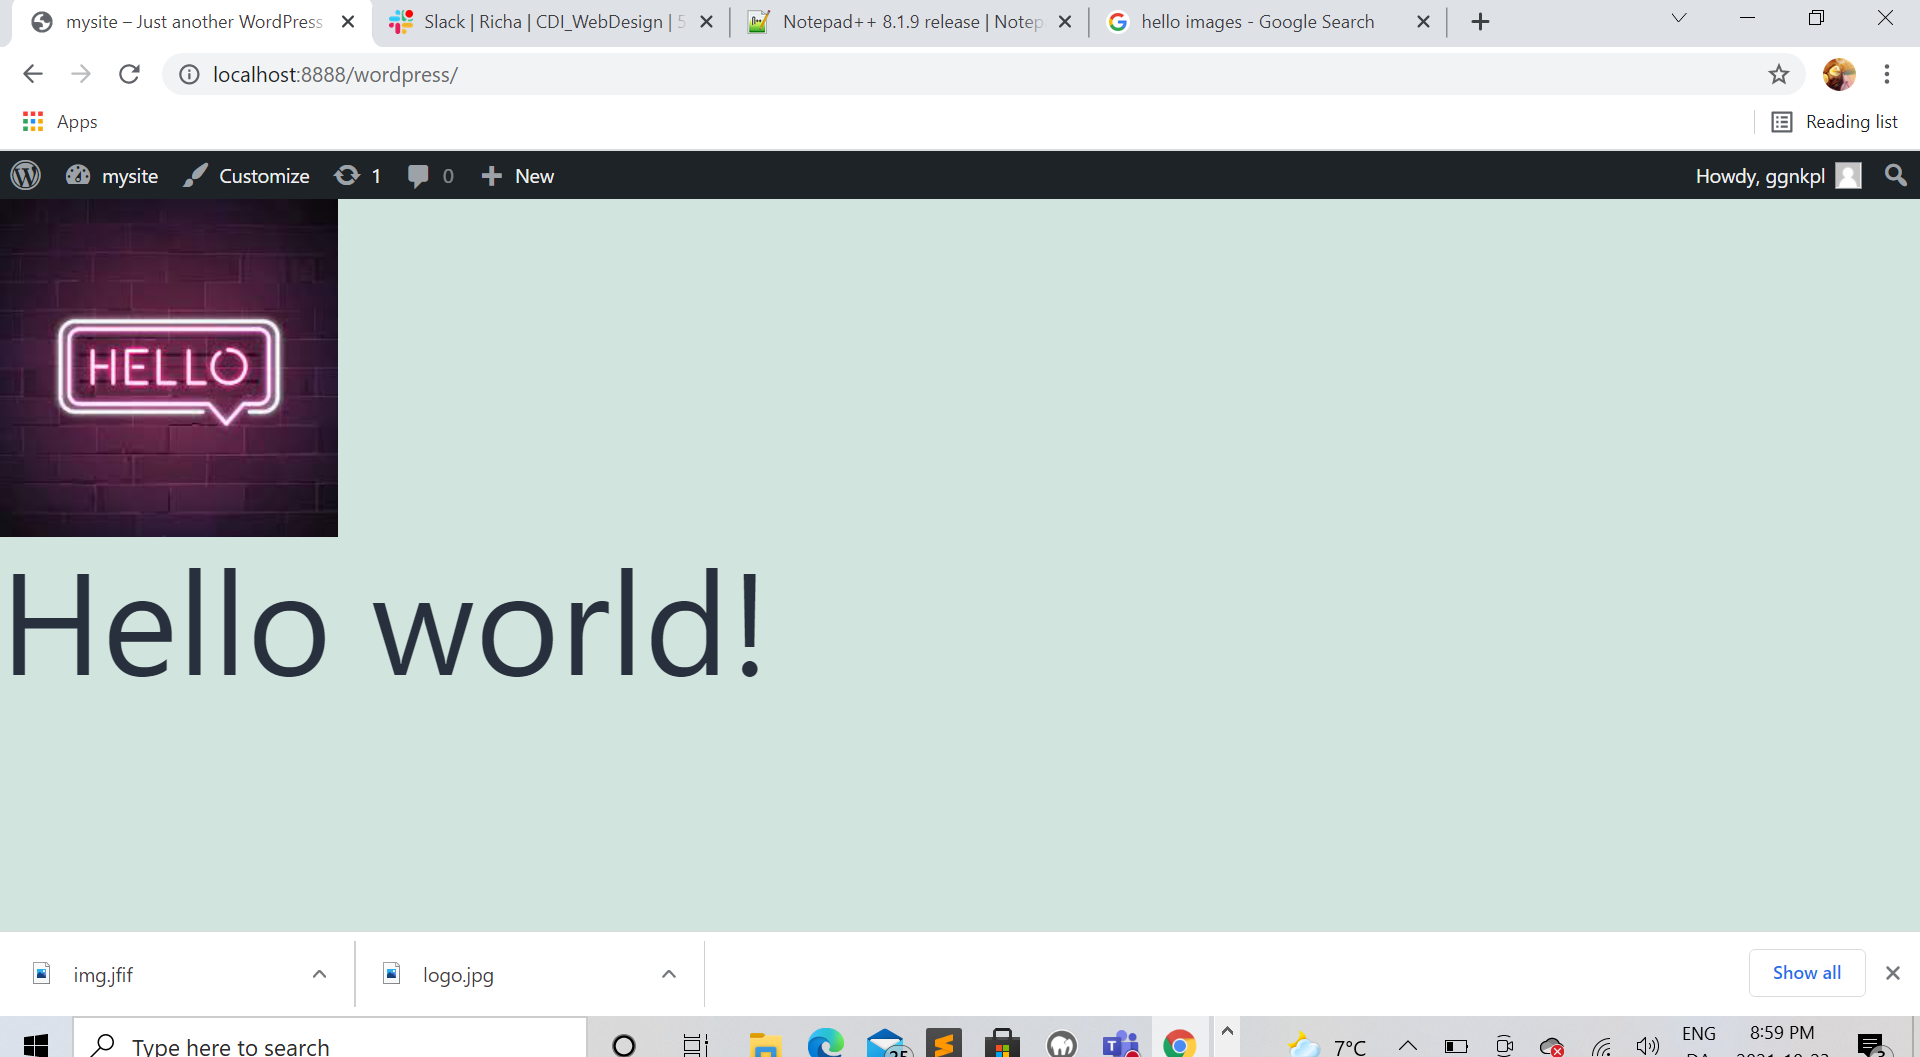 mysite – Just another WordPress
Slack | Richa | CDI_WebDesign | 5
Notepad++ 8.1.9 release | Notep
hello images - Google Search
localhost:8888/wordpress/
Apps
Reading list
mysite
Customize
1
0
New
Howdy, ggnkpl
HELLO
Hello world!
img.jfif
logo.jpg
Show all
Type here to search
25
7°C
ENG
8:59 PM